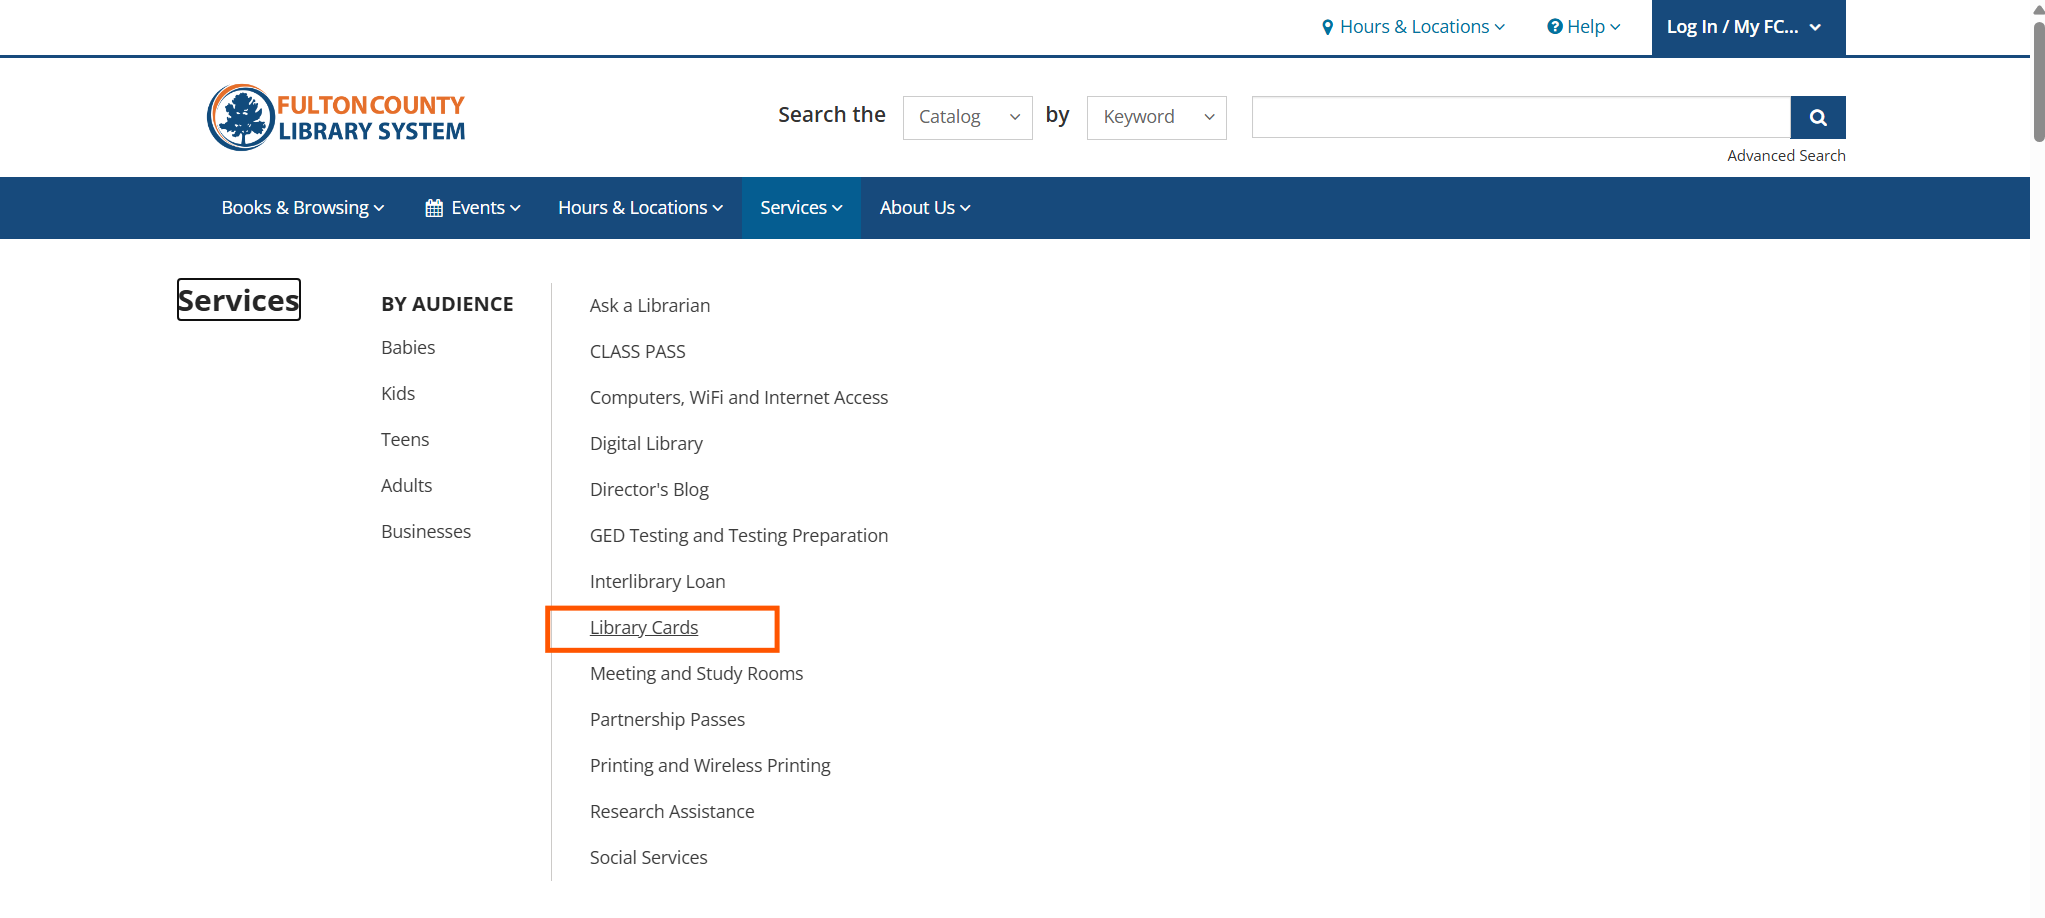 Hours & Locations
Help
Log In / My FC...
FULTON COUNTY
LIBRARY SYSTEM
Search the
Catalog
by
Keyword
Advanced Search
Books & Browsing
Events
Hours & Locations
Services
About Us
Services
BY AUDIENCE
Babies
Kids
Teens
Adults
Businesses
Ask a Librarian
CLASS PASS
Computers, WiFi and Internet Access
Digital Library
Director's Blog
GED Testing and Testing Preparation
Interlibrary Loan
Library Cards
Meeting and Study Rooms
Partnership Passes
Printing and Wireless Printing
Research Assistance
Social Services